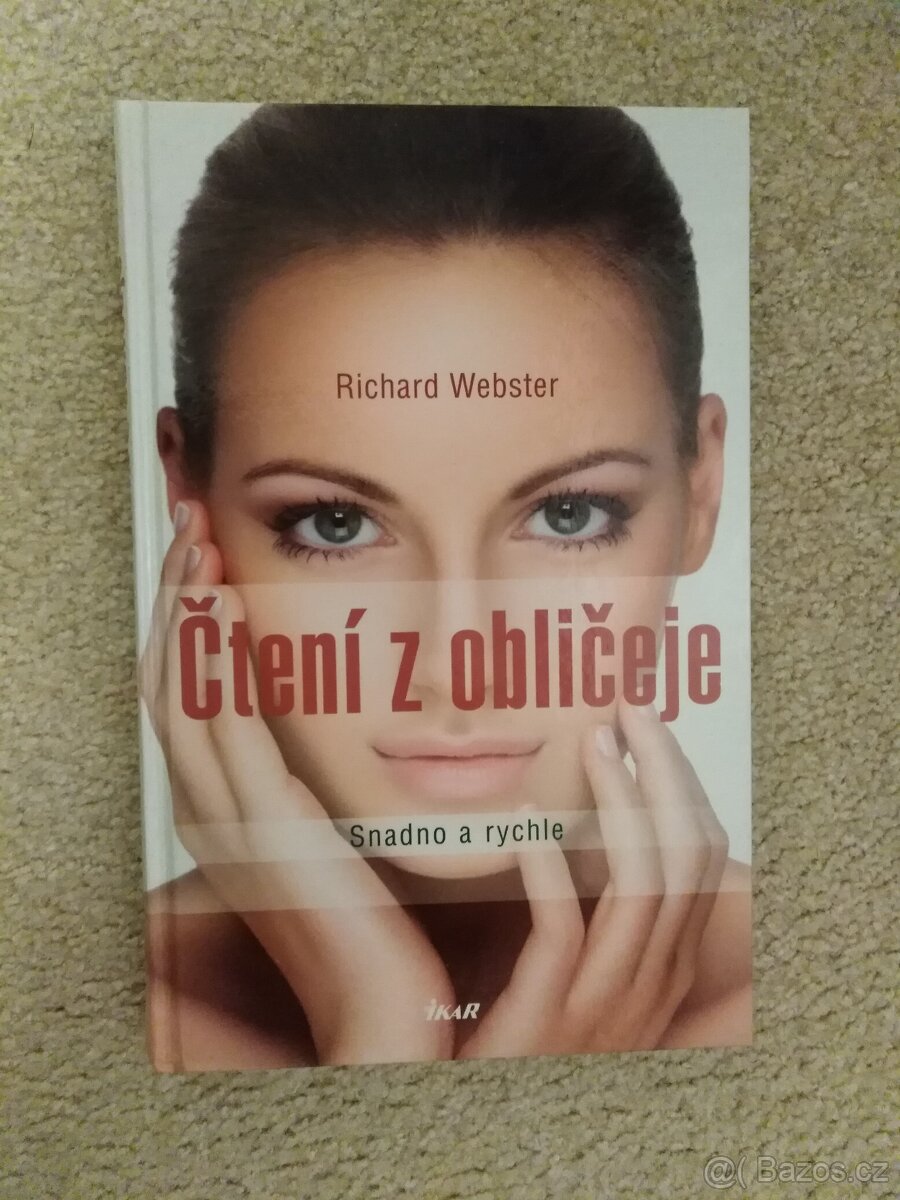 Richard Webster
Čtení z obličeje
Snadno a rychle
iKAR
@( Bazos.cz